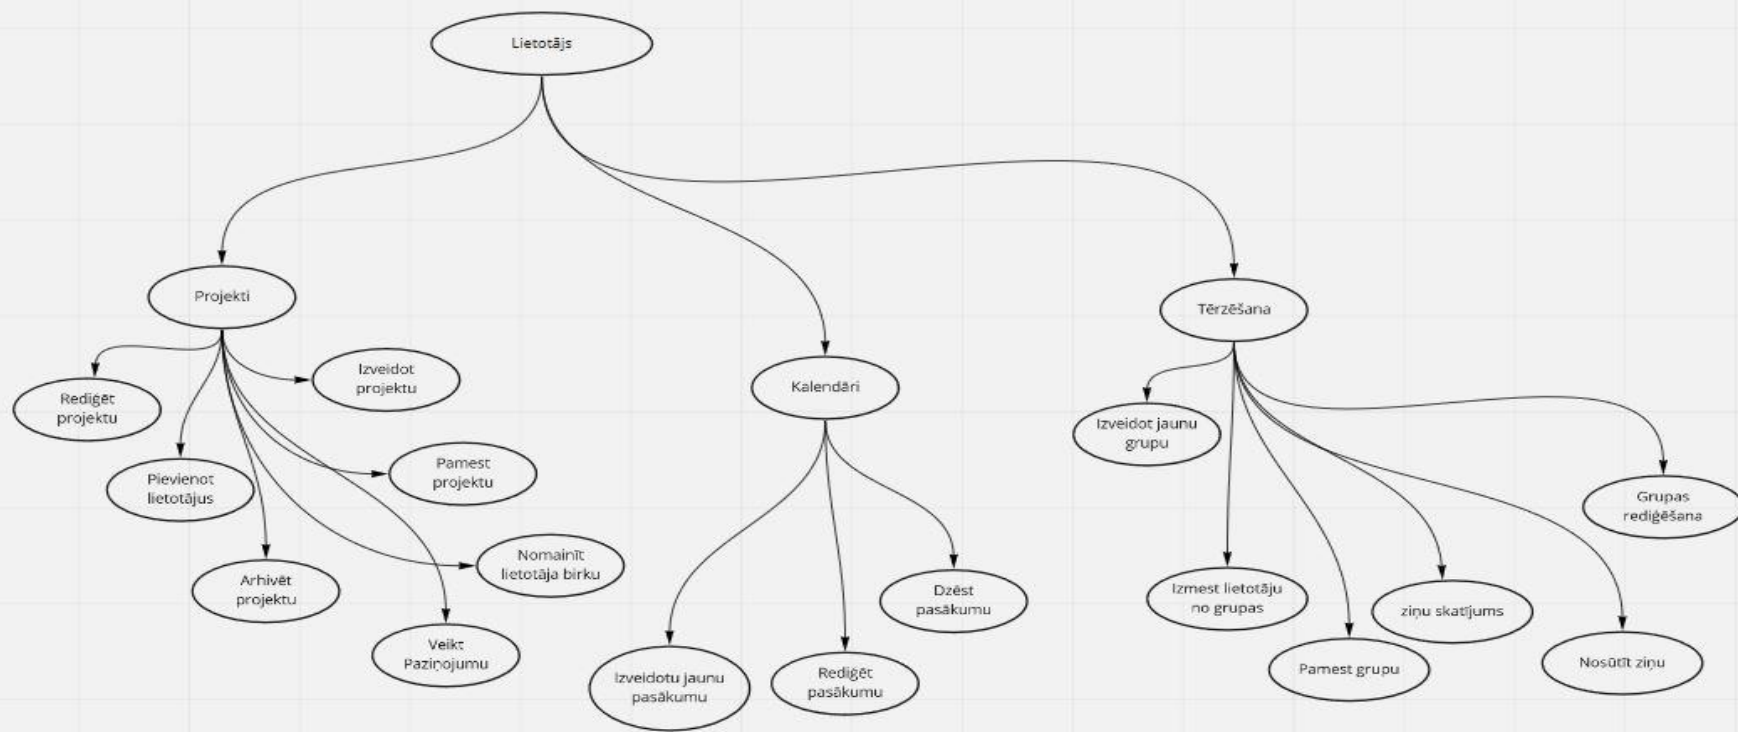 Lietotājs
Projekti
Tērzēšana
Izveidot
projektu
Kalendāri
Rediģēt
projektu
Izveidot jaunu
grupu
Pamest
projektu
Pievienot
lietotājus
Grupas
rediģēšana
Nomainīt
lietotāja birku
Arhivēt
projektu
Dzēst
pasākumu
Izmest lietotāju
no grupas
ziņu skatījums
Veikt
Paziņojumu
Nosūtīt ziņu
Pamest grupu
Izveidotu jaunu
pasākumu
Rediģēt
pasākumu